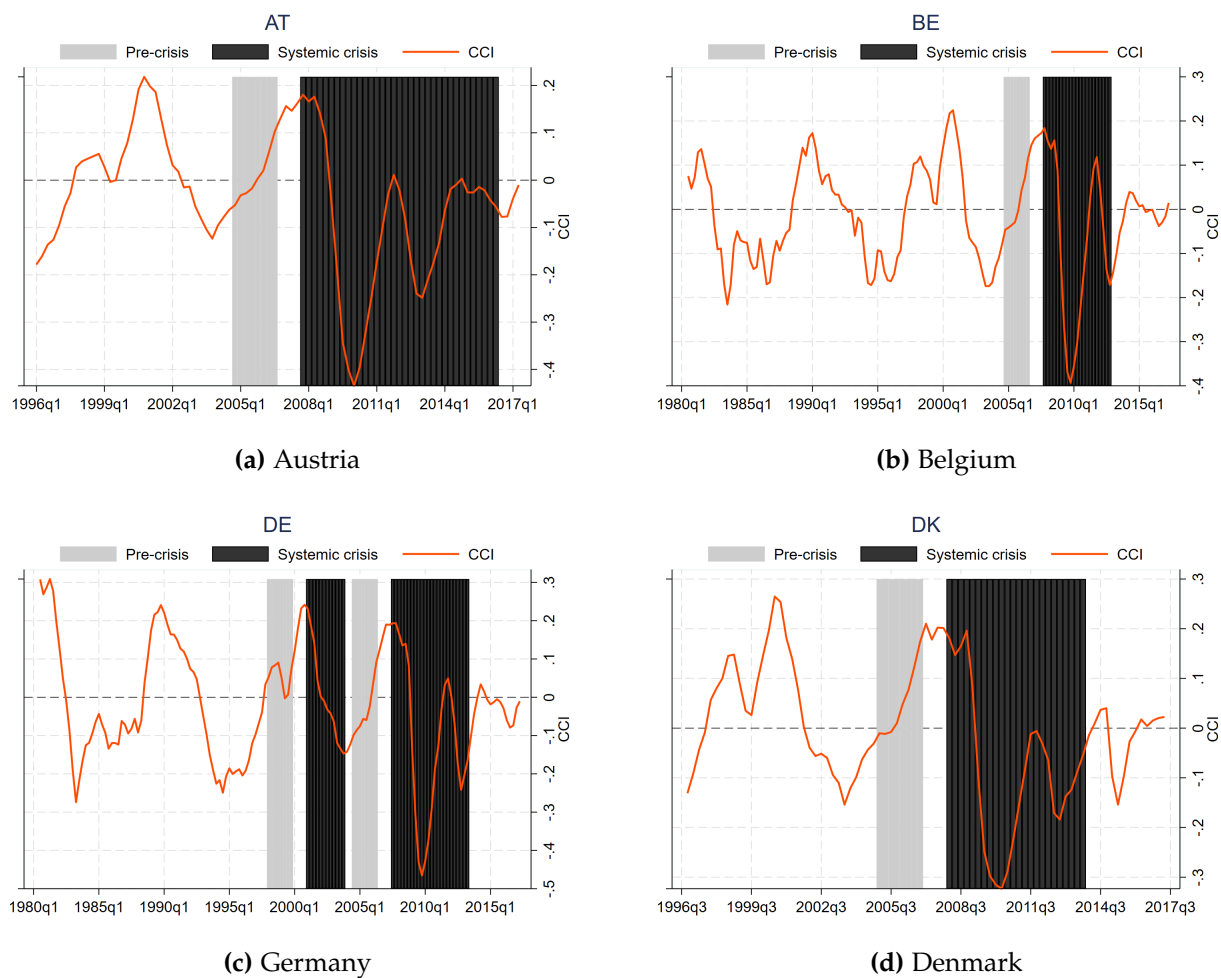 AT
Pre-crisis Systemic crisis CCI
.2
.1
0
-.1
-.2
-.3
-.4
CCI
1996q1 1999q1 2002q1 2005q1 2008q1 2011q1 2014q1 2017q1
(a) Austria
BE
Pre-crisis Systemic crisis CCI
.3
.2
.1
0
-.1
-.2
-.3
-.4
CCI
1980q1 1985q1 1990q1 1995q1 2000q1 2005q1 2010q1 2015q1
(b) Belgium
DE
Pre-crisis Systemic crisis CCI
.3
.2
.1
0
-.1
-.2
-.3
-.4
.5
CCI
1980q1 1985q1 1990q1 1995q1 2000q1 2005q1 2010q1 2015q1
(c) Germany
DK
Pre-crisis Systemic crisis CCI
.3
.2
.1
0
-.1
-.2
-.3
CCI
1996q3 1999q3 2002q3 2005q3 2008q3 2011q3 2014q3 2017q3
(d) Denmark